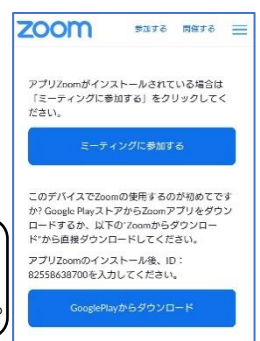 zoom 参加する 開催する
アプリZoomがインストールされている場合は
「ミーティングに参加する」をクリックしてく
ださい。
ミーティングに参加する
このデバイスでZoomの使用するのが初めてです
か? Google PlayストアからZoomアプリをダウン
ロードするか、以下の"Zoomからダウンロー
ド"から直接ダウンロードしてください。
アプリZoomのインストール後、ID：
82558638700を入力してください。
GooglePlayからダウンロード